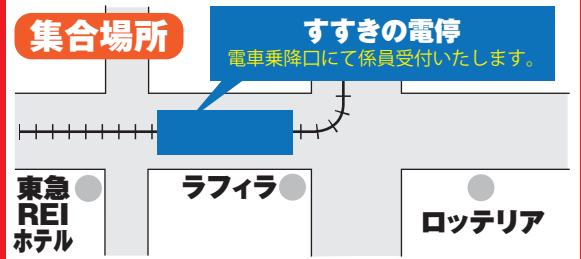 集合場所
すすきの電停
電車乗降口にて係員受付いたします。
東急
REI
ホテル
ラフィラ
ロッテリア